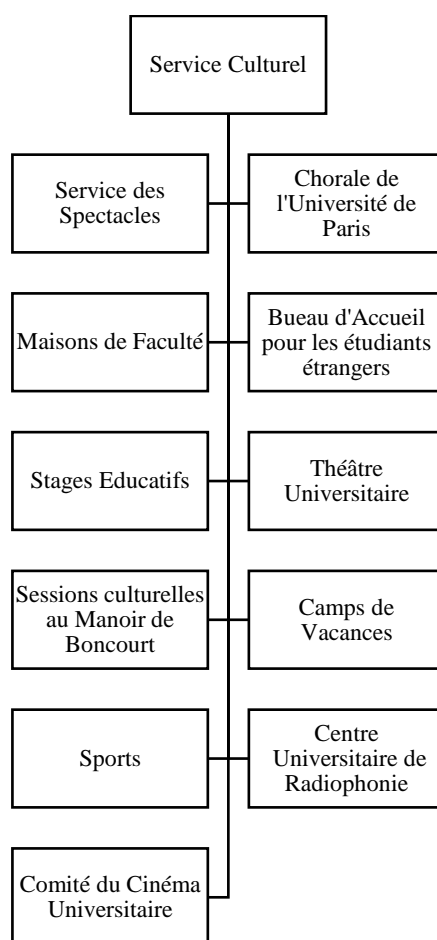 Service Culturel
Service des
Spectacles
Chorale de
l'Université de
Paris
Maisons de Faculté
Bueau d'Accueil
pour les étudiants
étrangers
Stages Educatifs
Théâtre
Universitaire
Sessions culturelles
au Manoir de
Boncourt
Camps de
Vacances
Sports
Centre
Universitaire de
Radiophonie
Comité du Cinéma
Universitaire